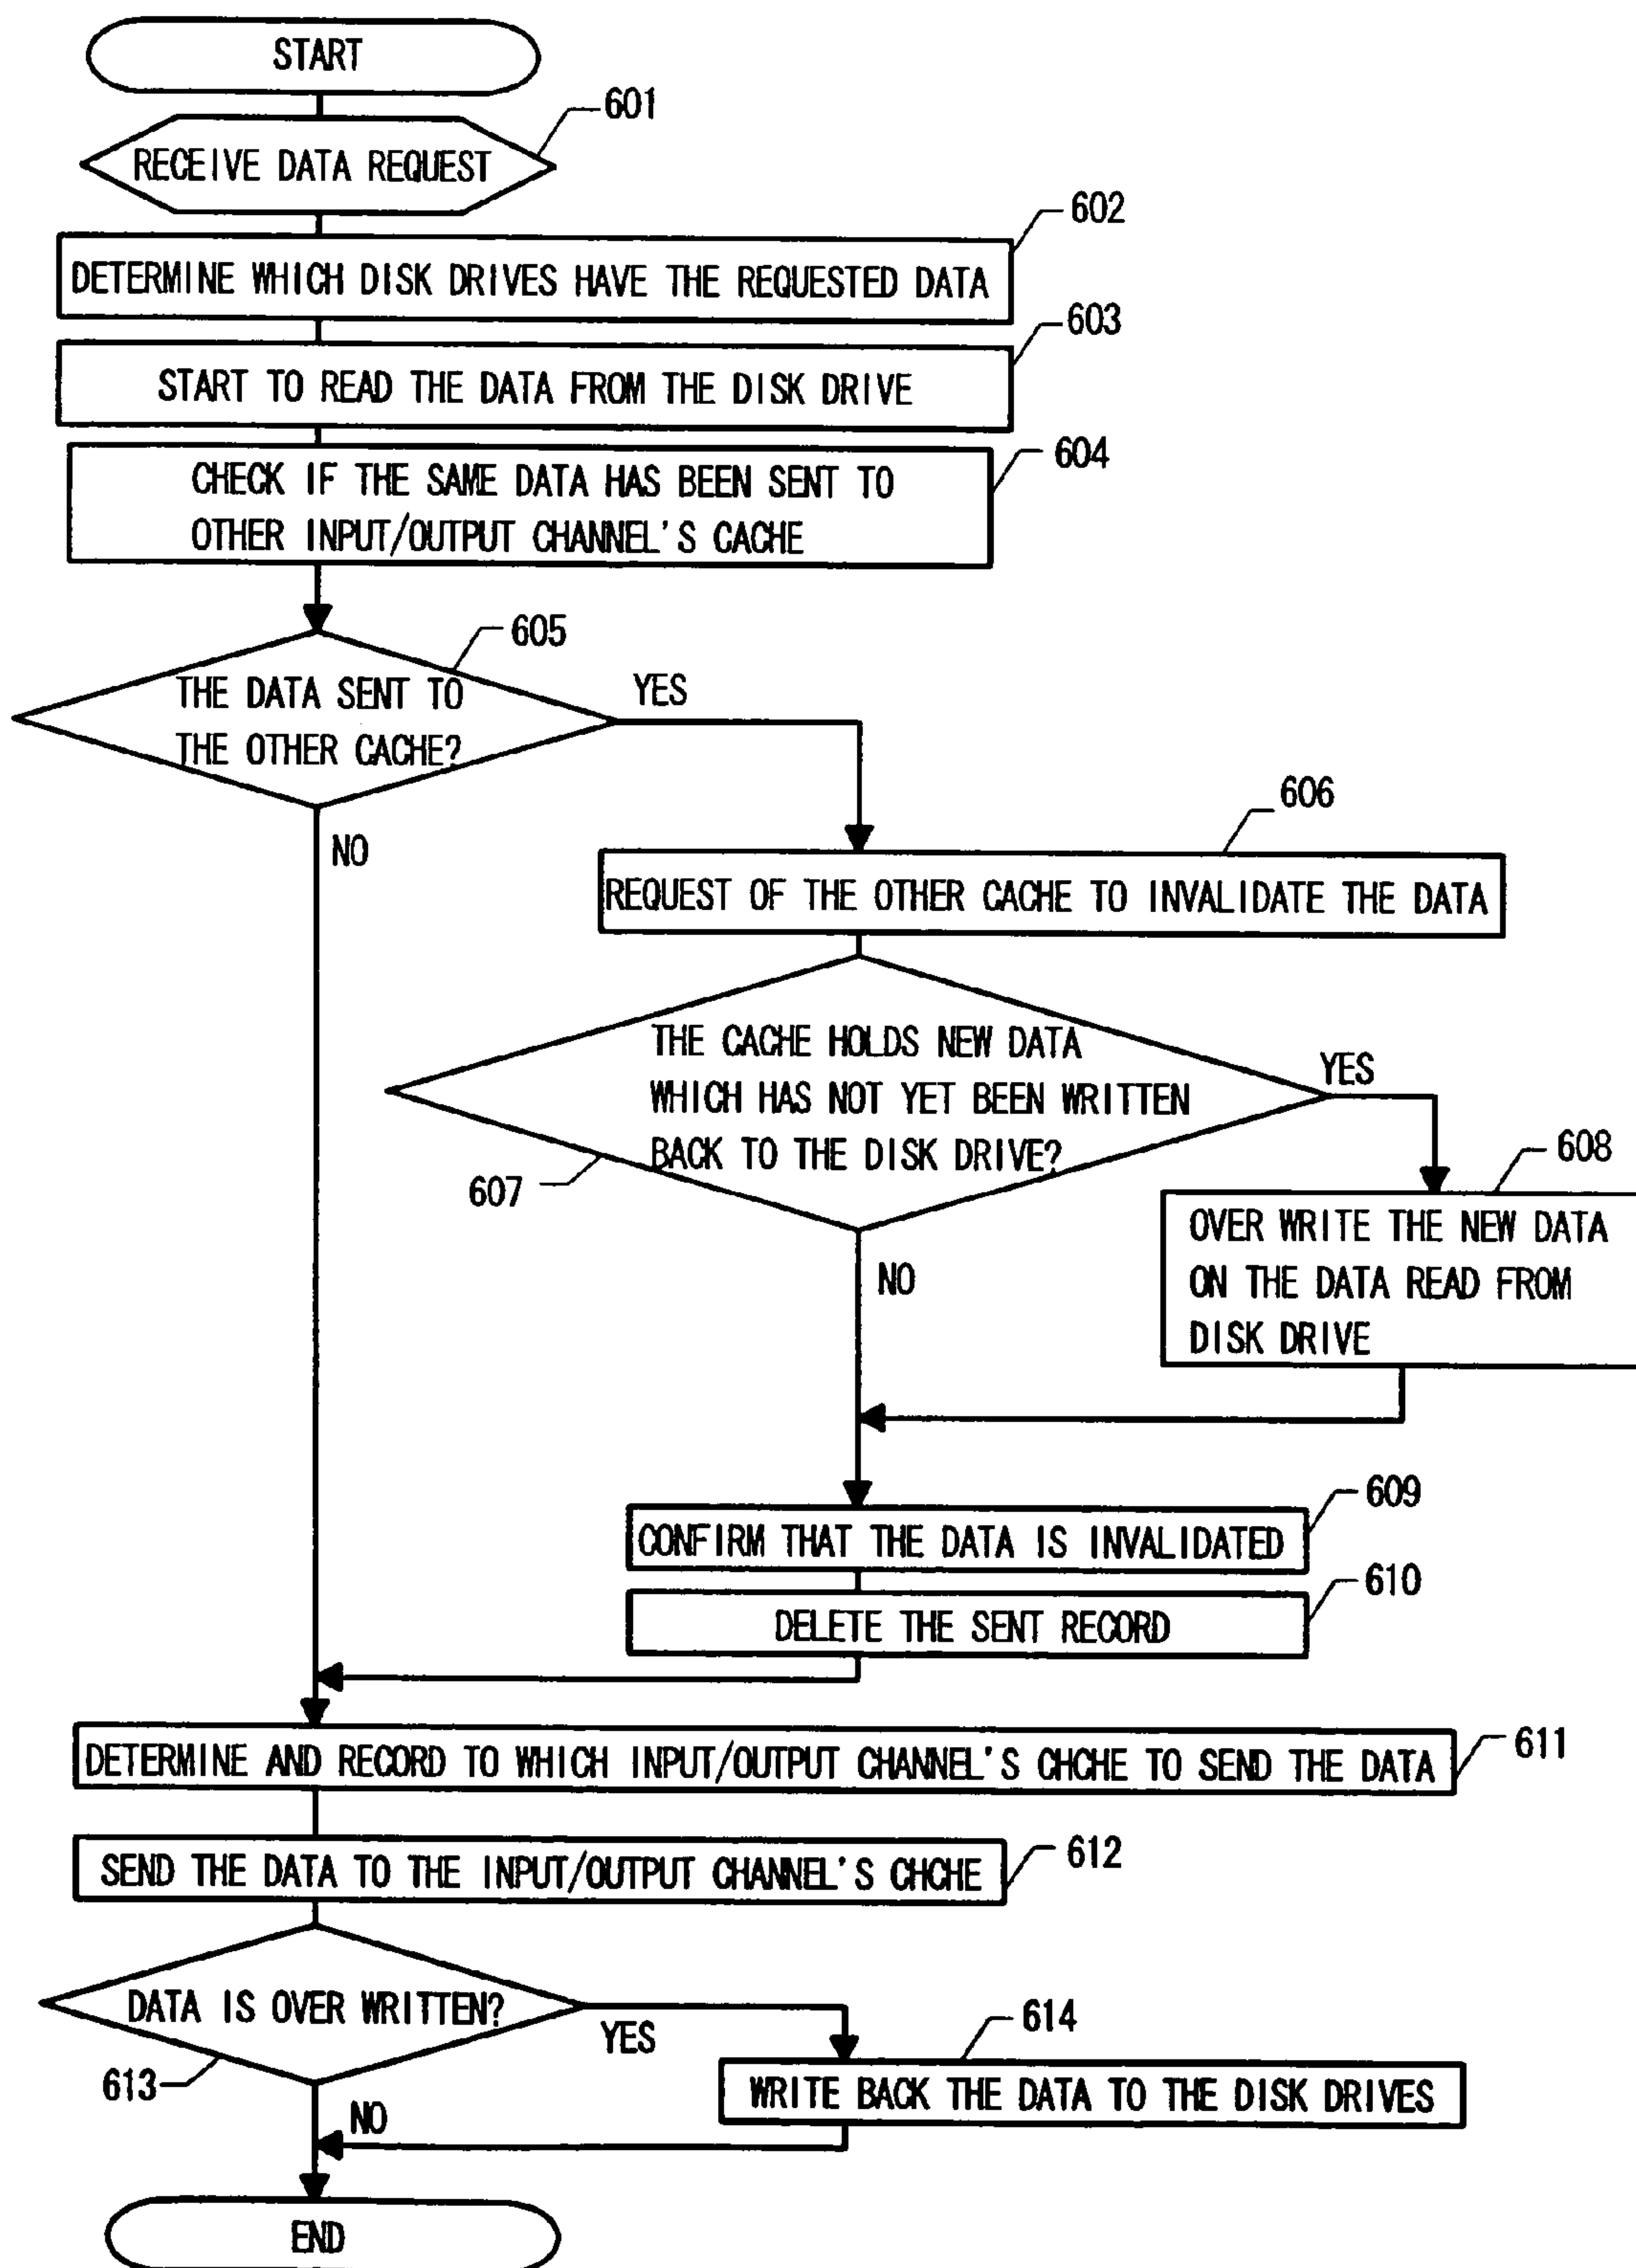 START
601
RECEIVE DATA REQUEST
602
DETERMINE WHICH DISK DRIVES HAVE THE REQUESTED DATA
603
START TO READ THE DATA FROM THE DISK DRIVE
604
CHECK IF THE SAME DATA HAS BEEN SENT TO
OTHER INPUT/OUTPUT CHANNEL'S CACHE
605
THE DATA SENT TO
THE OTHER CACHE?
YES
NO
606
REQUEST OF THE OTHER CACHE TO INVALIDATE THE DATA
THE CACHE HOLDS NEW DATA
WHICH HAS NOT YET BEEN WRITTEN
BACK TO THE DISK DRIVE?
YES
607
NO
608
OVER WRITE THE NEW DATA
ON THE DATA READ FROM
DISK DRIVE
609
CONFIRM THAT THE DATA IS INVALIDATED
610
DELETE THE SENT RECORD
611
DETERMINE AND RECORD TO WHICH INPUT/OUTPUT CHANNEL'S CHCHE TO SEND THE DATA
612
SEND THE DATA TO THE INPUT/OUTPUT CHANNEL'S CHCHE
DATA IS OVER WRITTEN?
YES
613
NO
614
WRITE BACK THE DATA TO THE DISK DRIVES
END